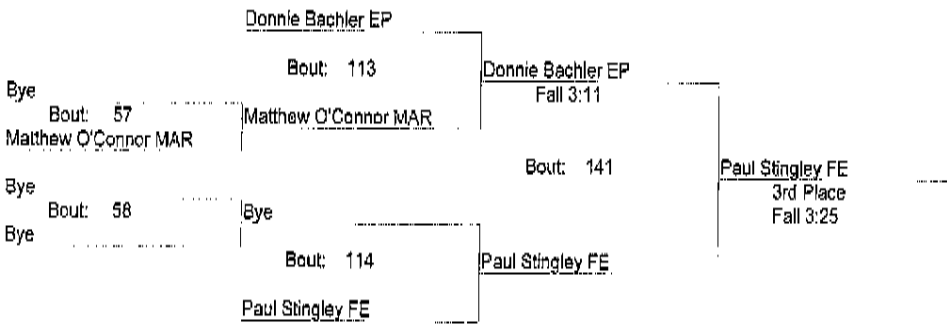 Donnie Bachler EP
Bout: 113
Donnie Bachler EP
Fall 3:11
Bye
Bout: 57
Matthew O'Connor MAR
Matthew O'Connor MAR
Bout: 141
Paul Stingley FE
3rd Place
Fall 3:25
Bye
Bout: 58
Bye
Bye
Bout: 114
Paul Stingley FE
Paul Stingley FE